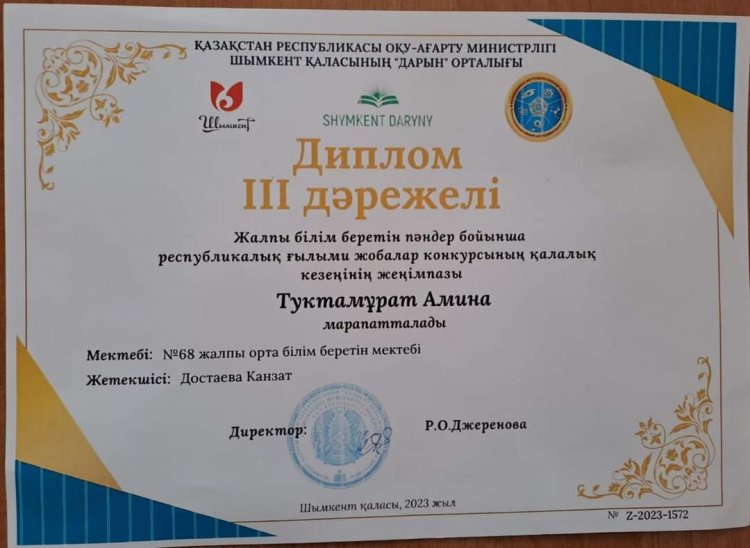 ҚАЗАҚСТАН РЕСПУБЛИКАСЫ ОҚУ-АҒАРТУ МИНИСТРЛІГІ
ШЫМКЕНТ ҚАЛАСЫНЫҢ "ДАРЫН" ОРТАЛЫҒЫ
Шымкент
SHYMKENT DARYNY
Диплом
III дәрежелі
Жалпы білім беретін пәндер бойынша
республикалық ғылыми жобалар конкурсының қалалық
кезеңінің жеңімпазы
Туктамұрат Амина
марапатталады
Мектебі: №68 жалпы орта білім беретін мектебі
Жетекшісі: Достаева Канзат
Директор: Р.О.Джеренова
Шымкент қаласы, 2023 жыл
№ Z-2023-1572